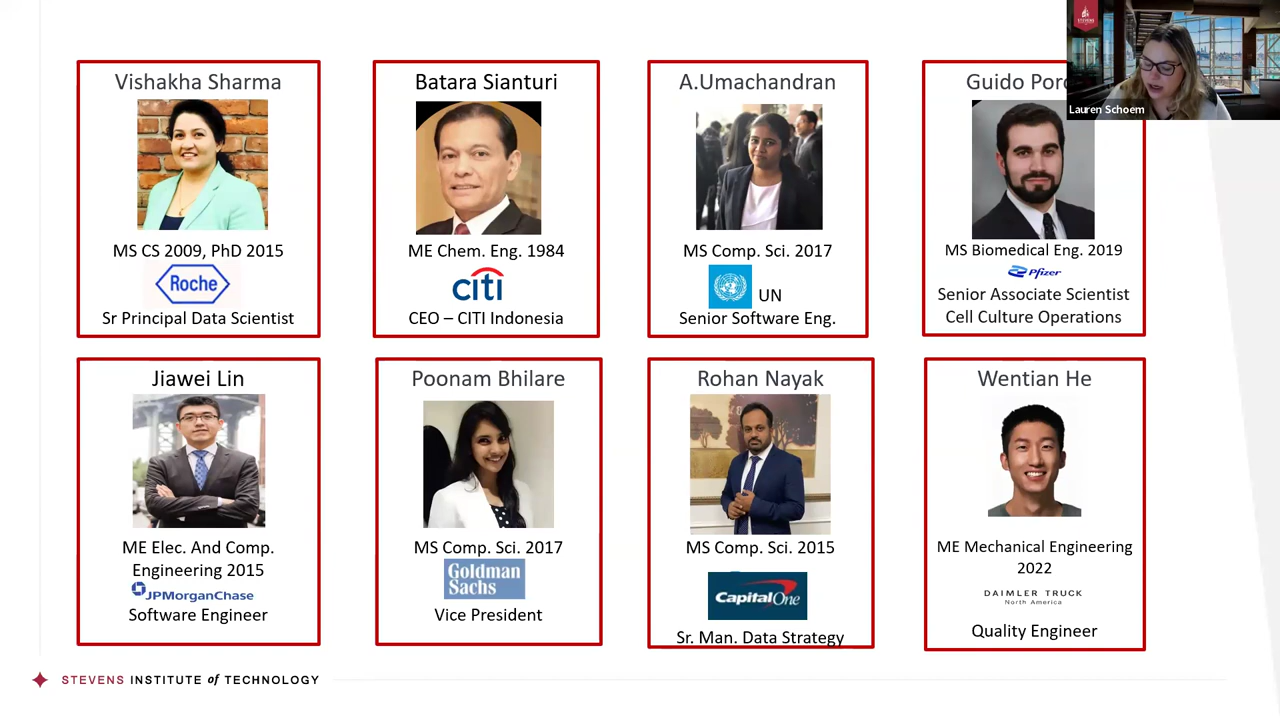 Vishakha Sharma
MS CS 2009, PhD 2015
Roche
Sr Principal Data Scientist
Batara Sianturi
ME Chem. Eng. 1984
citi
CEO – CITI Indonesia
A.Umachandran
MS Comp. Sci. 2017
UN
Senior Software Eng.
Guido
MS Biomedical Eng. 2019
Pfizer
Senior Associate Scientist
Cell Culture Operations
STEVENS
Lauren Schoem
Jiawei Lin
ME Elec. And Comp.
Engineering 2015
JPMorganChase
Software Engineer
Poonam Bhilare
MS Comp. Sci. 2017
Goldman
Sachs
Vice President
Rohan Nayak
MS Comp. Sci. 2015
CapitalOne
Sr. Man. Data Strategy
Wentian He
ME Mechanical Engineering
2022
DAIMLER TRUCK
North America
Quality Engineer
STEVENS INSTITUTE of TECHNOLOGY